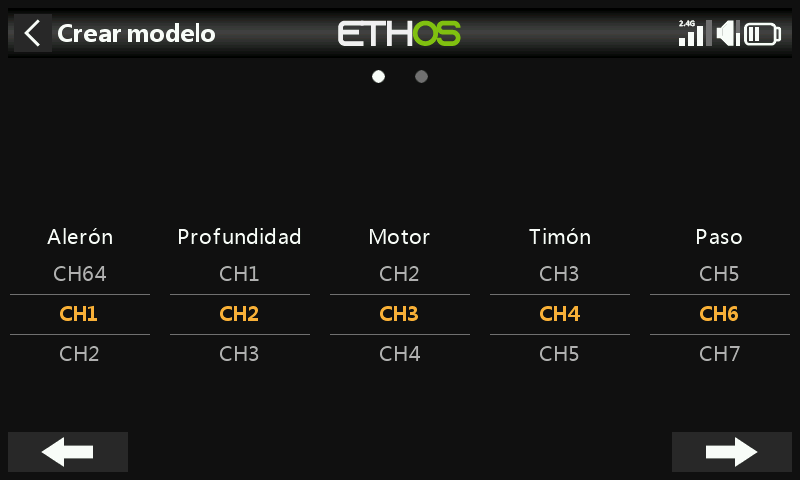 Crear modelo
ETHOS
2.4G
Alerón Profundidad Motor Timón Paso
CH64 CH1 CH2 CH3 CH5
CH1 CH2 CH3 CH4 CH6
CH2 CH3 CH4 CH5 CH7